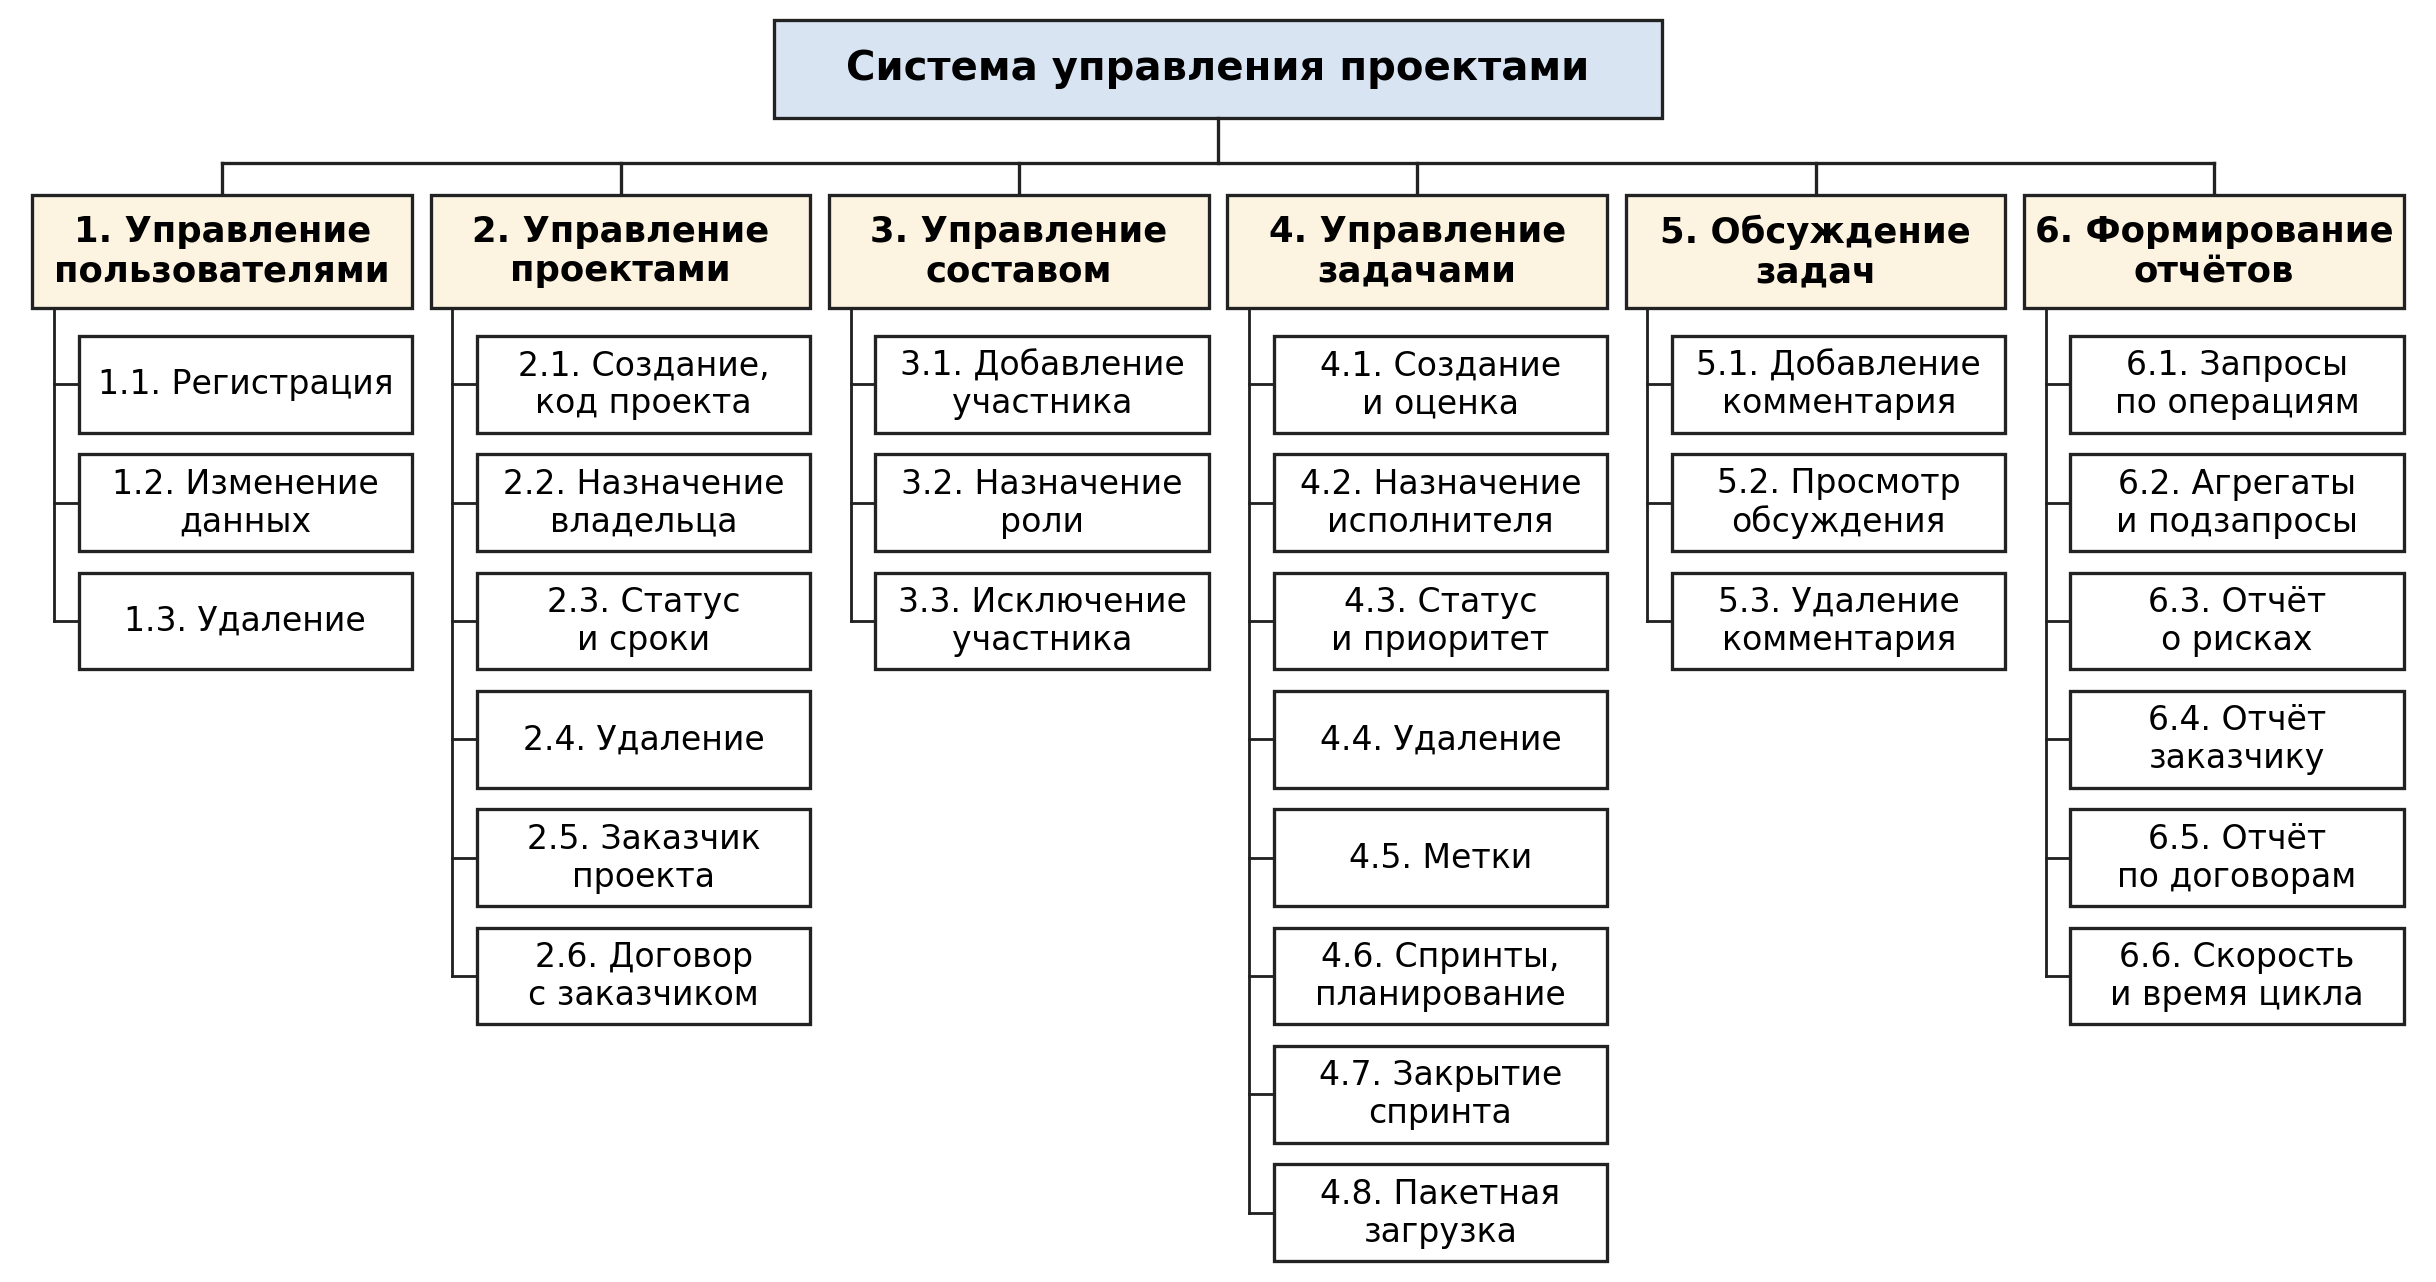 Система управления проектами
1. Управление
пользователями
1.1. Регистрация
1.2. Изменение
данных
1.3. Удаление
2. Управление
проектами
2.1. Создание,
код проекта
2.2. Назначение
владельца
2.3. Статус
и сроки
2.4. Удаление
2.5. Заказчик
проекта
2.6. Договор
с заказчиком
3. Управление
составом
3.1. Добавление
участника
3.2. Назначение
роли
3.3. Исключение
участника
4. Управление
задачами
4.1. Создание
и оценка
4.2. Назначение
исполнителя
4.3. Статус
и приоритет
4.4. Удаление
4.5. Метки
4.6. Спринты,
планирование
4.7. Закрытие
спринта
4.8. Пакетная
загрузка
5. Обсуждение
задач
5.1. Добавление
комментария
5.2. Просмотр
обсуждения
5.3. Удаление
комментария
6. Формирование
отчётов
6.1. Запросы
по операциям
6.2. Агрегаты
и подзапросы
6.3. Отчёт
о рисках
6.4. Отчёт
заказчику
6.5. Отчёт
по договорам
6.6. Скорость
и время цикла